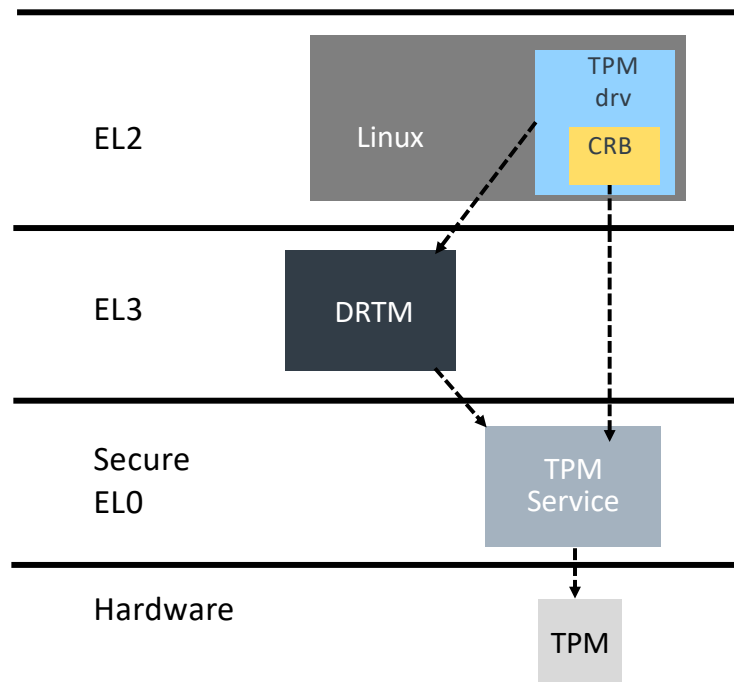 TPM
drv
EL2
Linux
CRB
EL3
DRTM
Secure
EL0
TPM
Service
Hardware
TPM